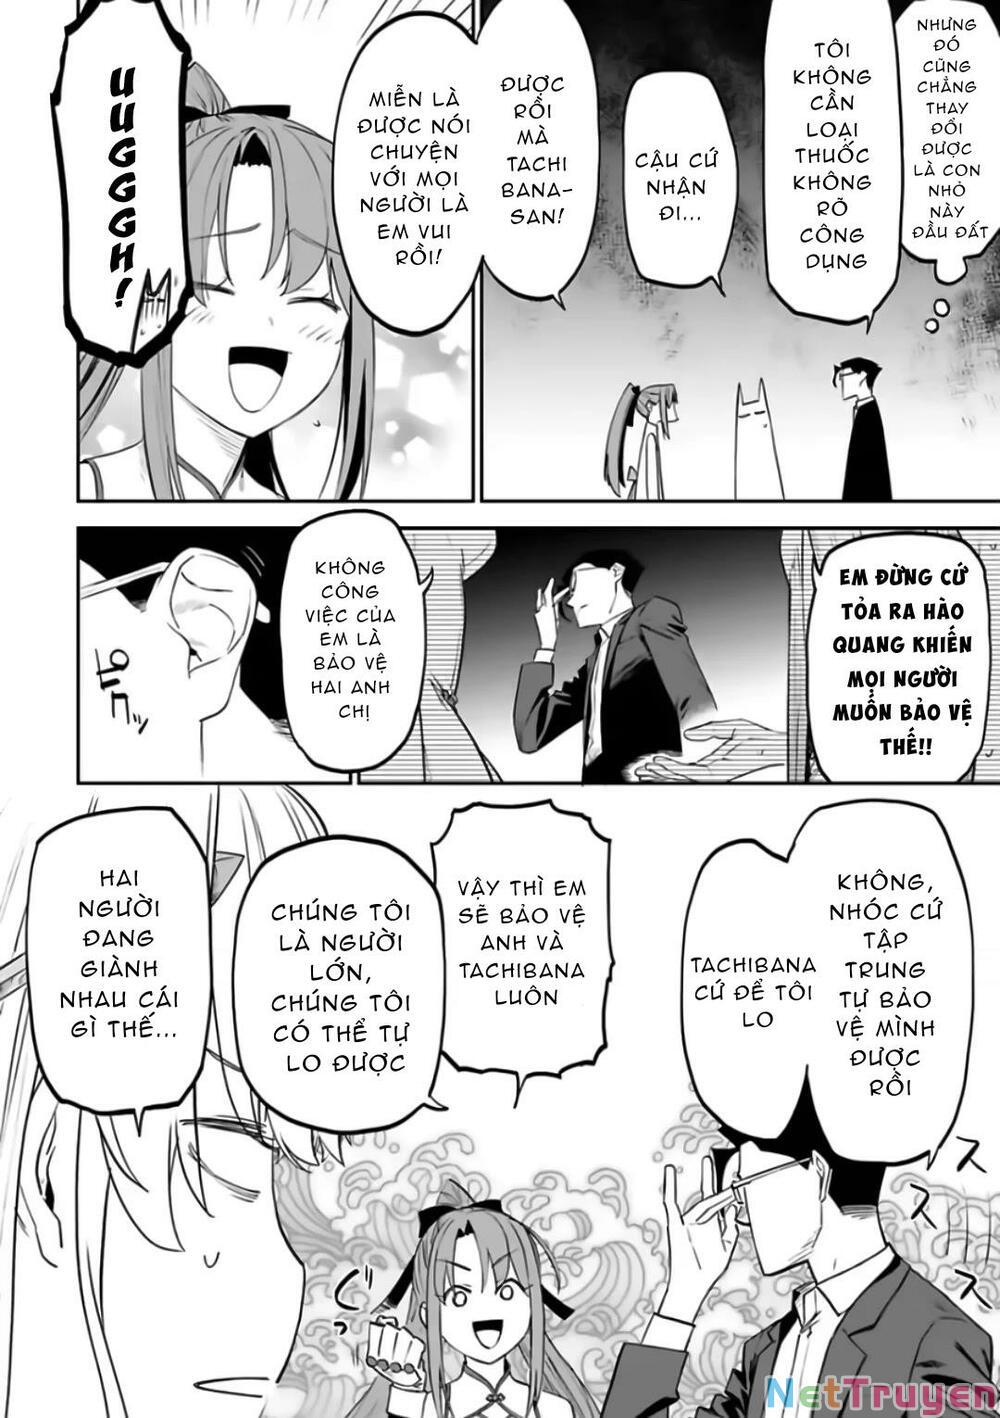 NHƯNG
ĐÓ
CŨNG
CHẲNG
THAY
ĐỔI
ĐƯỢC
LÀ CON
NHỎ
NÀY
ĐẦU ĐẤT
TÔI
KHÔNG
CẦN
LOẠI
THUỐC
KHÔNG
RÕ
CÔNG
DỤNG
CẬU CỨ
NHẬN
ĐI...
ĐƯỢC
RỒI
MÀ
TACHI
BANA-
SAN!
MIỄN LÀ
ĐƯỢC NÓI
CHUYỆN
VỚI MỌI
NGƯỜI LÀ
EM VUI
RỒI!
UUGGGH!
EM ĐỪNG CỨ
TỎA RA HÀO
QUANG KHIẾN
MỌI NGƯỜI
MUỐN BẢO VỆ
THẾ!!
KHÔNG
CÔNG
VIỆC CỦA
EM LÀ
BẢO VỆ
HAI ANH
CHỊ
KHÔNG,
NHÓC CỨ
TẬP
TRUNG
TỰ BẢO
VỆ MÌNH
ĐƯỢC
RỒI
TACHIBANA
CỨ ĐỂ TÔI
LO
VẬY THÌ EM
SẼ BẢO VỆ
ANH VÀ
TACHIBANA
LUÔN
CHÚNG TÔI
LÀ NGƯỜI
LỚN,
CHÚNG TÔI
CÓ THỂ TỰ
LO ĐƯỢC
HAI
NGƯỜI
ĐANG
GIÀNH
NHAU CÁI
GÌ THẾ...
スス
NetTruyen